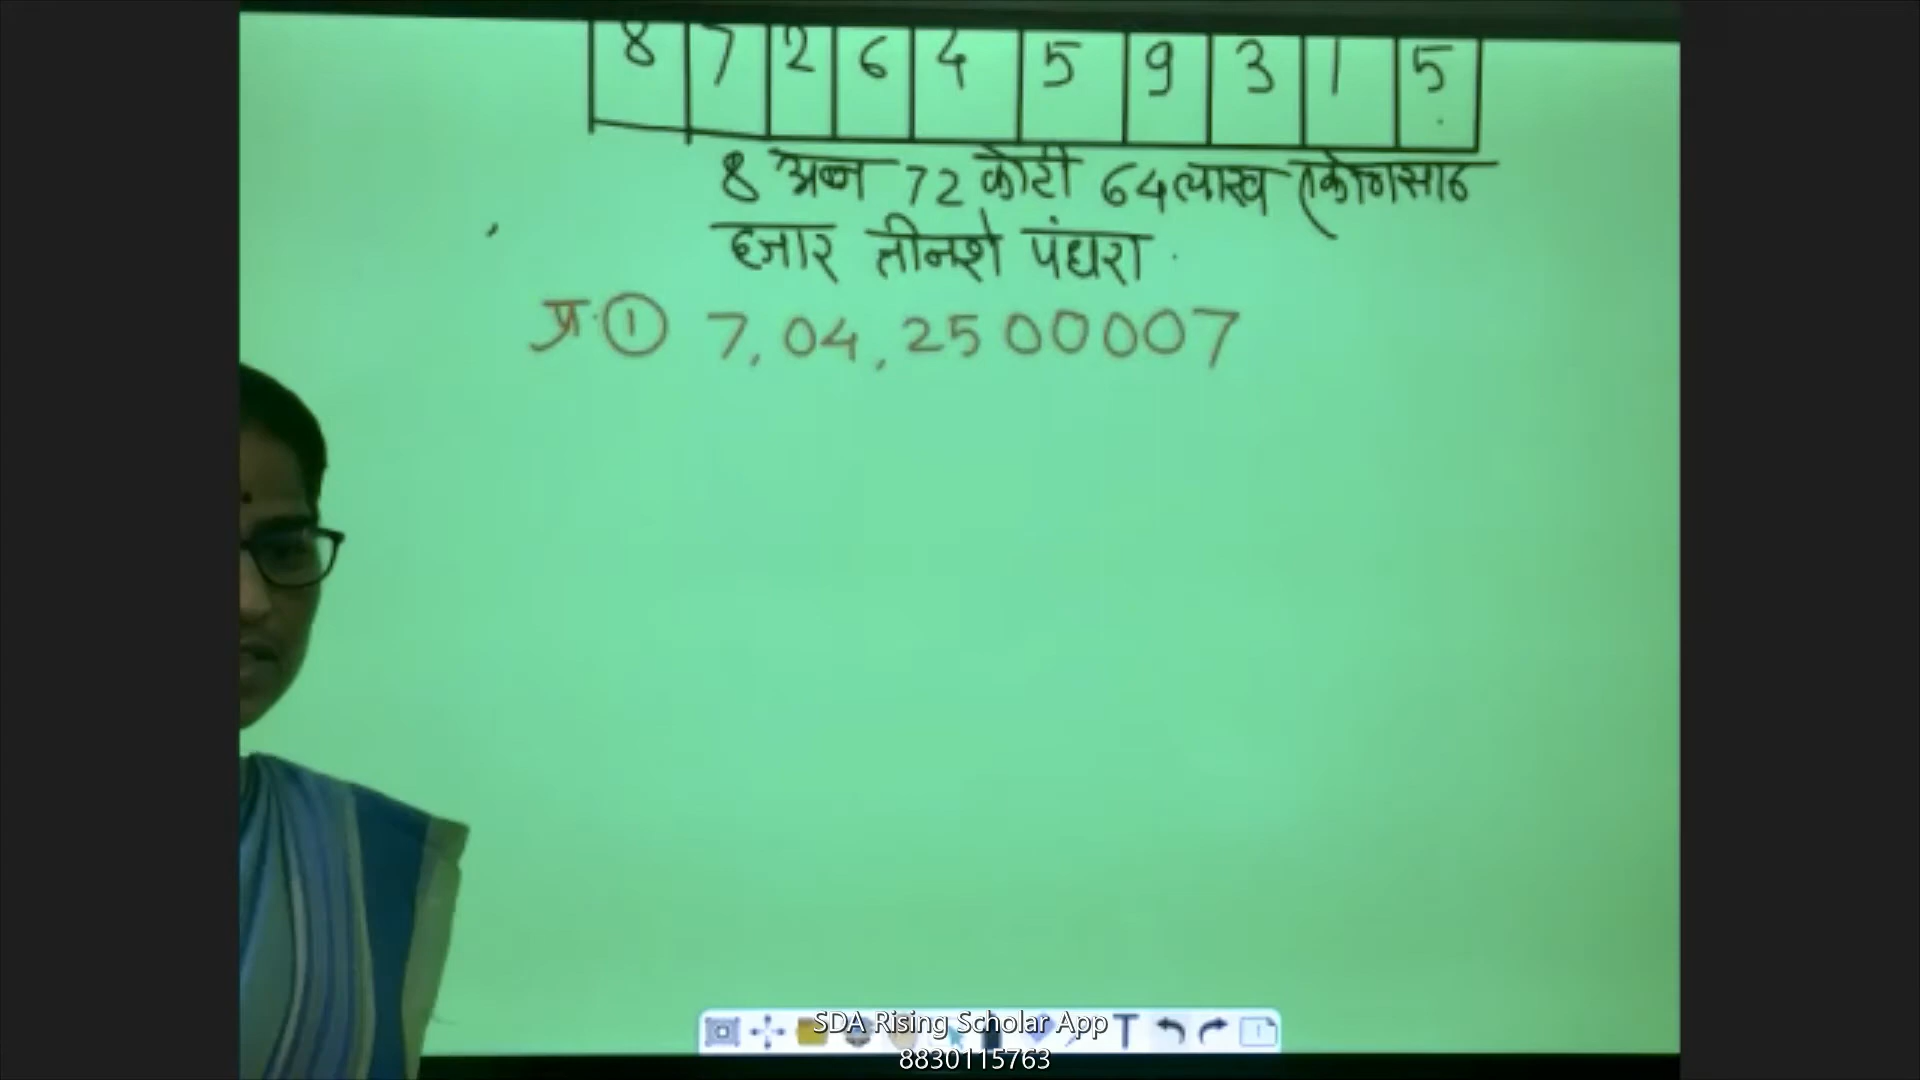 8 7 2 6 4 5 9 3 1 5
8 अब्ज 72 कोटी 64 लाख एकोणसाठ
हजार तीनशे पंधरा.
प्र. ① 7,04,2500007
T
SDA Rising Scholar App
8830115763